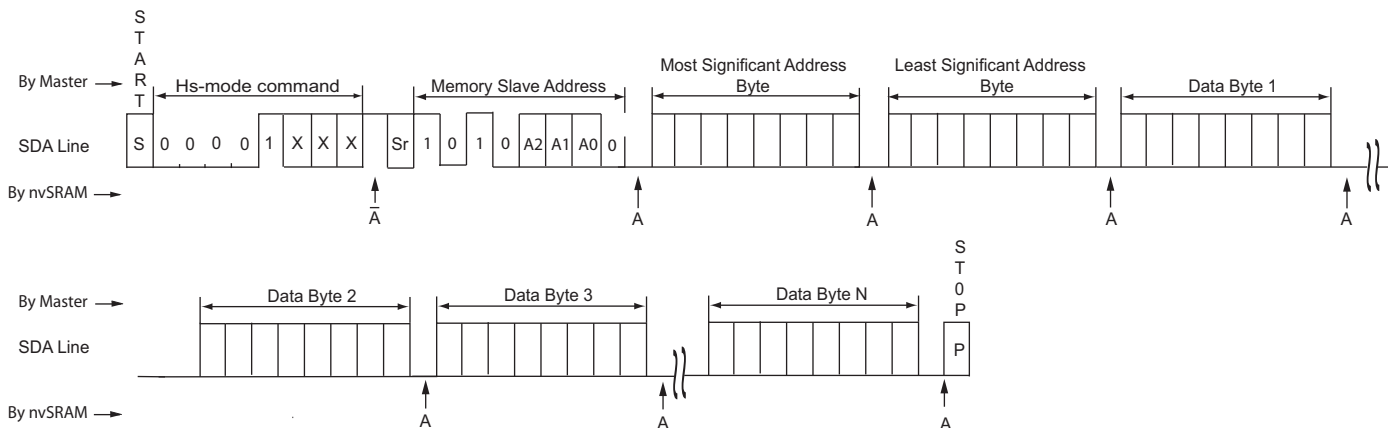 S
T
A
R
T
By Master
Hs-mode command
Memory Slave Address
Most Significant Address
Byte
Least Significant Address
Byte
Data Byte 1
SDA Line
S 0 0 0 0 1 X X X Sr 1 0 1 0 A2 A1 A0 0
By nvSRAM
A̅ A A A A
S
T
0
P
By Master
Data Byte 2
Data Byte 3
Data Byte N
SDA Line
P
By nvSRAM
A A A